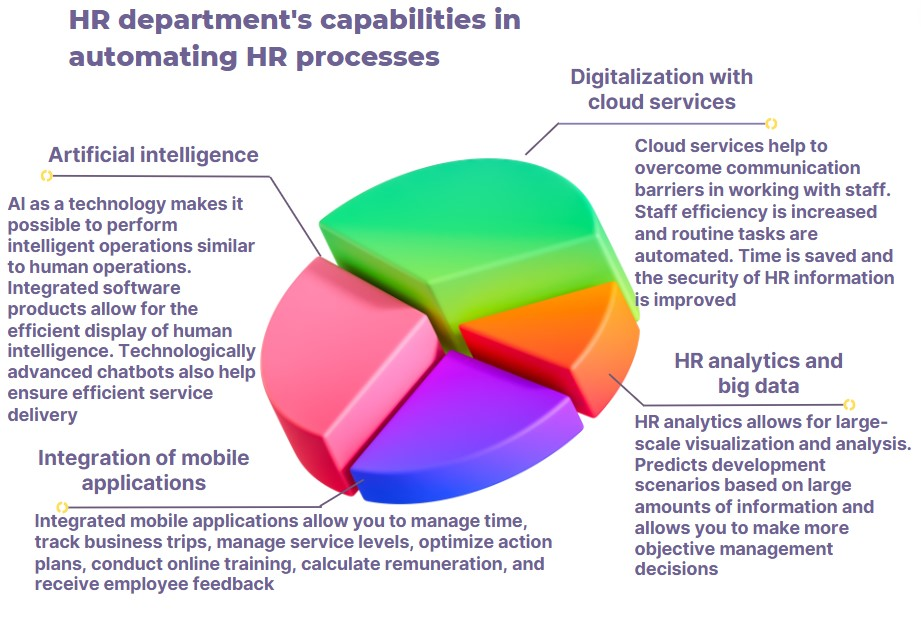 HR department's capabilities in
automating HR processes
Digitalization with
cloud services
Cloud services help to
overcome communication
barriers in working with staff.
Staff efficiency is increased
and routine tasks are
automated. Time is saved and
the security of HR information
is improved
Artificial intelligence
AI as a technology makes it
possible to perform
intelligent operations similar
to human operations.
Integrated software
products allow for the
efficient display of human
intelligence. Technologically
advanced chatbots also help
ensure efficient service
delivery
HR analytics and
big data
HR analytics allows for large-
scale visualization and analysis.
Predicts development
scenarios based on large
amounts of information and
allows you to make more
objective management
decisions
Integration of mobile
applications
Integrated mobile applications allow you to manage time,
track business trips, manage service levels, optimize action
plans, conduct online training, calculate remuneration, and
receive employee feedback